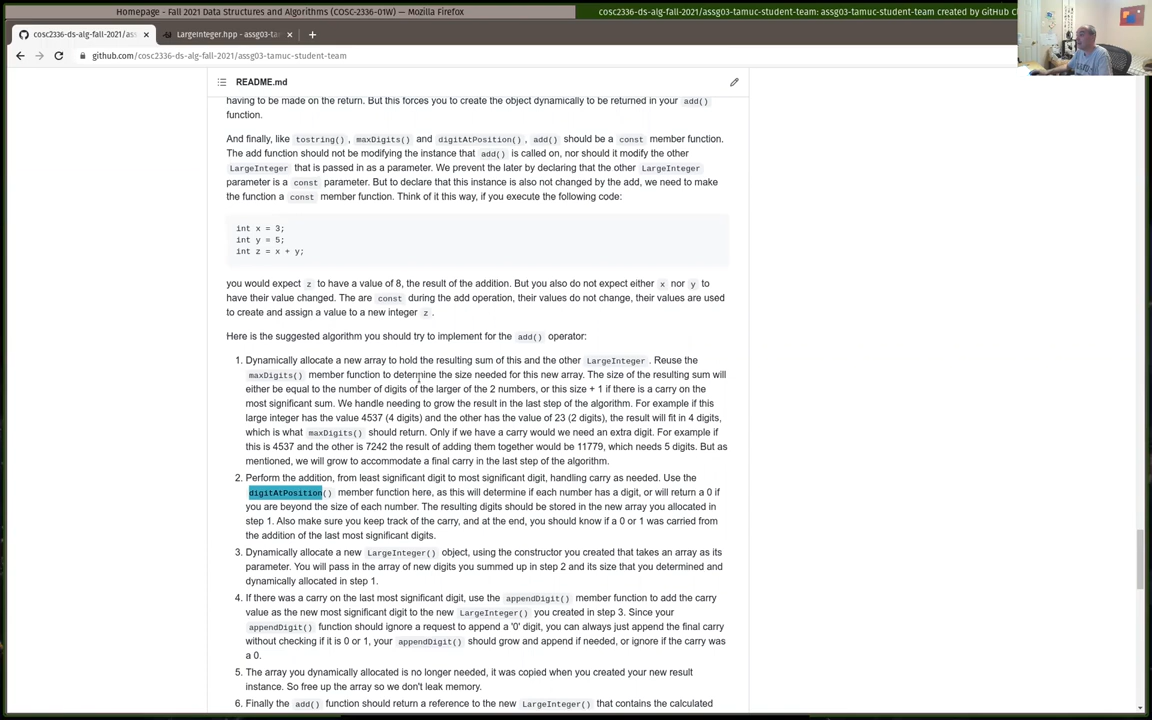 Homepage - Fall 2021 Data Structures and Algorithms (COSC-2336-01W) — Mozilla Firefox
cosc2336-ds-alg-fall-2021/assg03-tamuc-student-team: assg03-tamuc-student-team created by GitHub Cl
cosc2336-ds-alg-fall-2021/ass
LargeInteger.hpp - assg03-ta
github.com/cosc2336-ds-alg-fall-2021/assg03-tamuc-student-team
README.md
having to be made on the return. But this forces you to create the object dynamically to be returned in your add()
function.
And finally, like tostring(), maxDigits() and digitAtPosition(), add() should be a const member function.
The add function should not be modifying the instance that add() is called on, nor should it modify the other
LargeInteger that is passed in as a parameter. We prevent the later by declaring that the other LargeInteger
parameter is a const parameter. But to declare that this instance is also not changed by the add, we need to make
the function a const member function. Think of it this way, if you execute the following code:
int x = 3;
int y = 5;
int z = x + y;
you would expect z to have a value of 8, the result of the addition. But you also do not expect either x nor y to
have their value changed. The are const during the add operation, their values do not change, their values are used
to create and assign a value to a new integer z.
Here is the suggested algorithm you should try to implement for the add() operator:
1. Dynamically allocate a new array to hold the resulting sum of this and the other LargeInteger. Reuse the
maxDigits() member function to determine the size needed for this new array. The size of the resulting sum will
either be equal to the number of digits of the larger of the 2 numbers, or this size + 1 if there is a carry on the
most significant sum. We handle needing to grow the result in the last step of the algorithm. For example if this
large integer has the value 4537 (4 digits) and the other has the value of 23 (2 digits), the result will fit in 4 digits,
which is what maxDigits() should return. Only if we have a carry would we need an extra digit. For example if
this is 4537 and the other is 7242 the result of adding them together would be 11779, which needs 5 digits. But as
mentioned, we will grow to accommodate a final carry in the last step of the algorithm.
2. Perform the addition, from least significant digit to most significant digit, handling carry as needed. Use the
digitAtPosition() member function here, as this will determine if each number has a digit, or will return a 0 if
you are beyond the size of each number. The resulting digits should be stored in the new array you allocated in
step 1. Also make sure you keep track of the carry, and at the end, you should know if a 0 or 1 was carried from
the addition of the last most significant digits.
3. Dynamically allocate a new LargeInteger() object, using the constructor you created that takes an array as its
parameter. You will pass in the array of new digits you summed up in step 2 and its size that you determined and
dynamically allocated in step 1.
4. If there was a carry on the last most significant digit, use the appendDigit() member function to add the carry
value as the new most significant digit to the new LargeInteger() you created in step 3. Since your
appendDigit() function should ignore a request to append a '0' digit, you can always just append the final carry
without checking if it is 0 or 1, your appendDigit() should grow and append if needed, or ignore if the carry was
a 0.
5. The array you dynamically allocated is no longer needed, it was copied when you created your new result
instance. So free up the array so we don't leak memory.
6. Finally the add() function should return a reference to the new LargeInteger() that contains the calculated